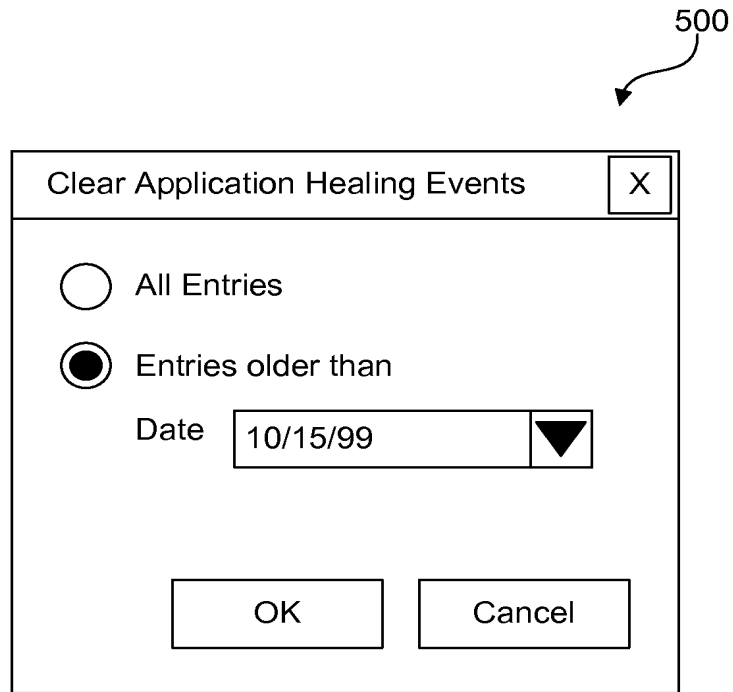 500
Clear Application Healing Events X
All Entries
Entries older than
Date 10/15/99
OK Cancel